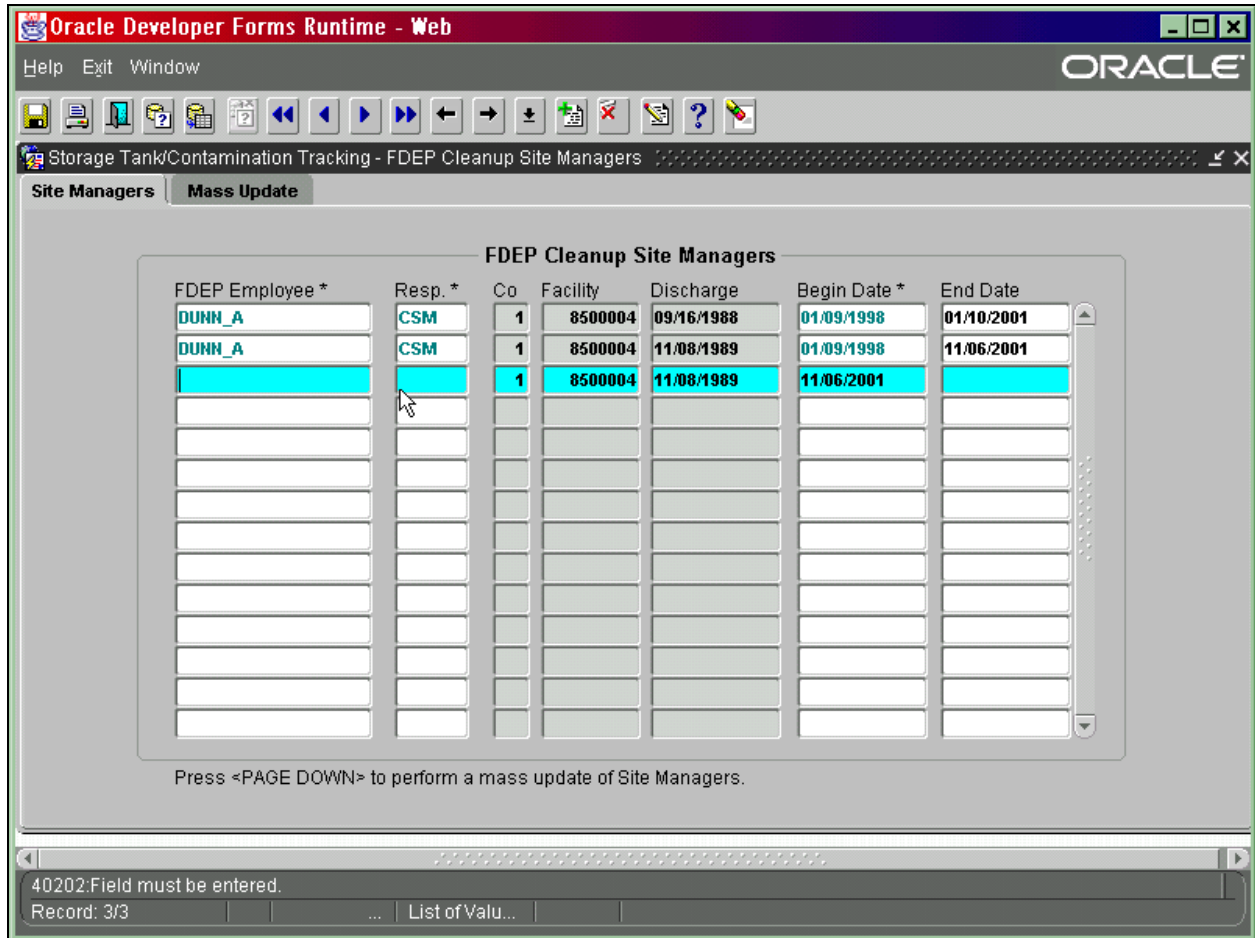 Oracle Developer Forms Runtime - Web
Help Exit Window
ORACLE
Storage Tank/Contamination Tracking - FDEP Cleanup Site Managers
Site Managers Mass Update
FDEP Cleanup Site Managers
FDEP Employee * Resp. * Co Facility Discharge Begin Date * End Date
DUNN_A CSM 1 8500004 09/16/1988 01/09/1998 01/10/2001
DUNN_A CSM 1 8500004 11/08/1989 01/09/1998 11/06/2001
1 8500004 11/08/1989 11/06/2001
Press <PAGE DOWN> to perform a mass update of Site Managers.
40202:Field must be entered.
Record: 3/3 ... List of Valu...